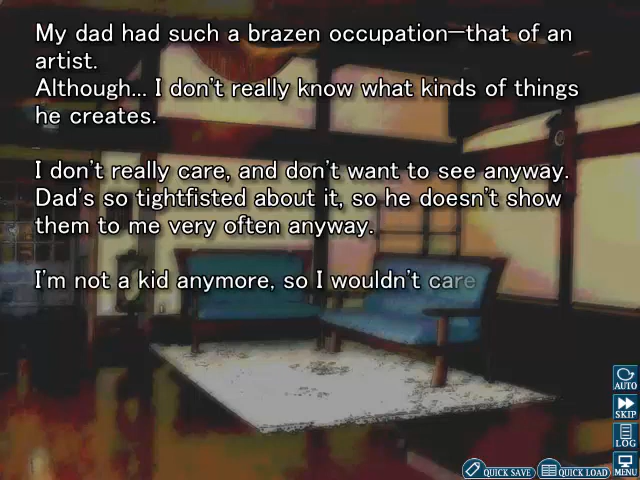 My dad had such a brazen occupation—that of an
artist.
Although... I don't really know what kinds of things
he creates.
I don't really care, and don't want to see anyway.
Dad's so tightfisted about it, so he doesn't show
them to me very often anyway.
I'm not a kid anymore, so I wouldn't care
AUTO
SKIP
LOG
MENU
QUICK SAVE
QUICK LOAD